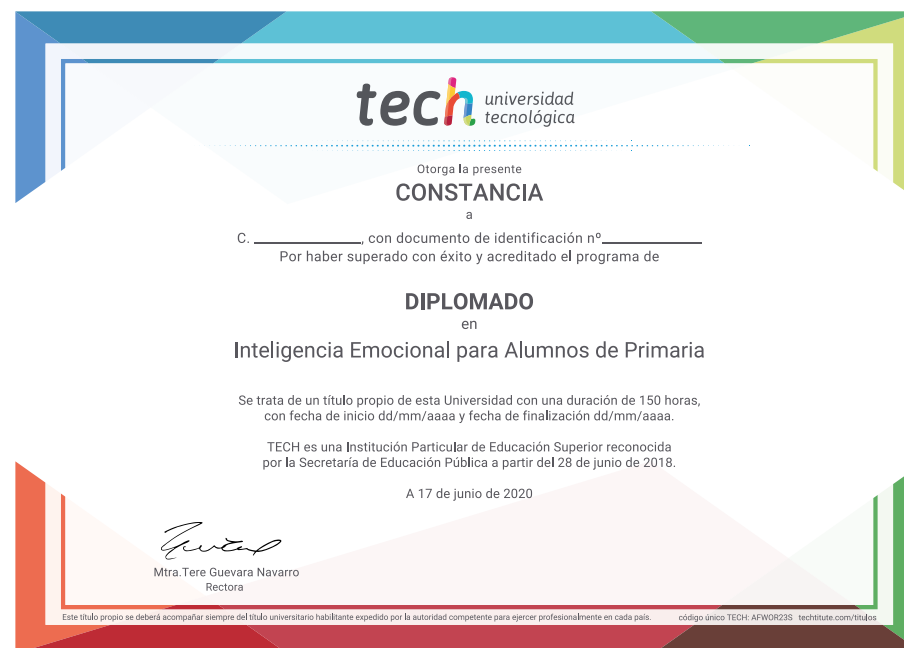 tech universidad
tecnológica
Otorga la presente
CONSTANCIA
a
C. ____________, con documento de identificación nº____________
Por haber superado con éxito y acreditado el programa de
DIPLOMADO
en
Inteligencia Emocional para Alumnos de Primaria
Se trata de un título propio de esta Universidad con una duración de 150 horas,
con fecha de inicio dd/mm/aaaa y fecha de finalización dd/mm/aaaa.
TECH es una Institución Particular de Educación Superior reconocida
por la Secretaría de Educación Pública a partir del 28 de junio de 2018.
A 17 de junio de 2020
Mtra.Tere Guevara Navarro
Rectora
Este título propio se deberá acompañar siempre del título universitario habilitante expedido por la autoridad competente para ejercer profesionalmente en cada país. código único TECH: AFWOR23S techtitute.com/titulos